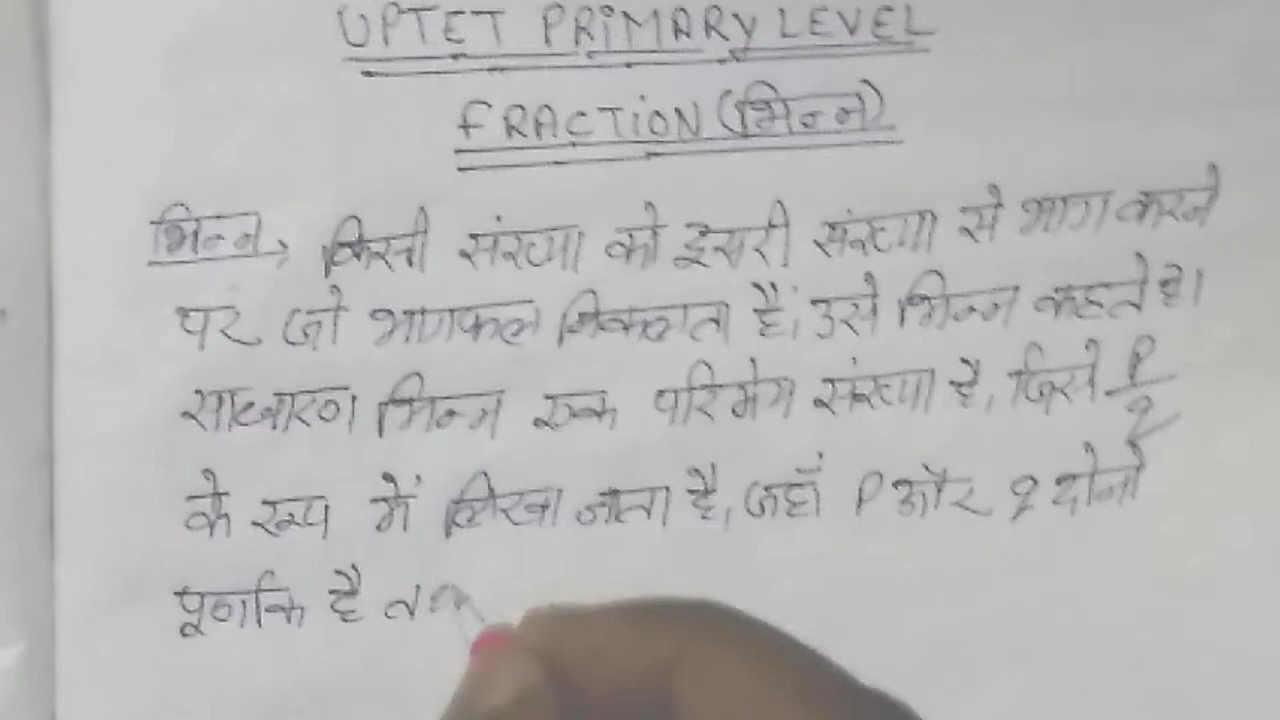 UPTET PRIMARY LEVEL
FRACTION (भिन्न)
भिन्न, किसी संख्या को दूसरी संख्या से भाग करने
पर जो भागफल निकलता है, उसे भिन्न कहते है।
साधारण भिन्न एक परिमेय संख्या है, जिसे P/q
के रूप में लिखा जाता है, जहाँ P और q दोनो
पूर्णांक है